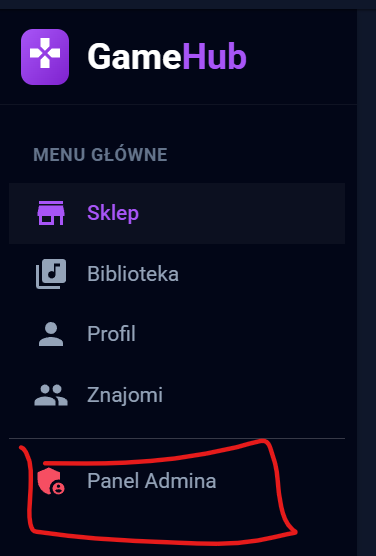 GameHub
MENU GŁÓWNE
Sklep
Biblioteka
Profil
Znajomi
Panel Admina